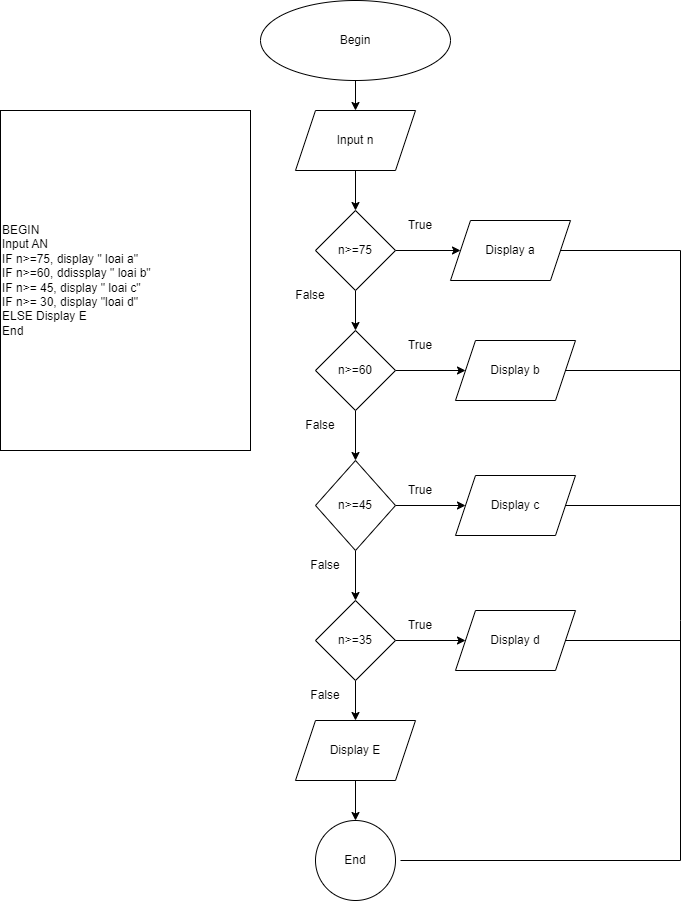 Begin
Input n
BEGIN
Input AN
IF n>=75, display " loai a"
IF n>=60, ddissplay " loai b"
IF n>= 45, display " loai c"
IF n>= 30, display "loai d"
ELSE Display E
End
n>=75
True
Display a
False
n>=60
True
Display b
False
n>=45
True
Display c
False
n>=35
True
Display d
False
Display E
End